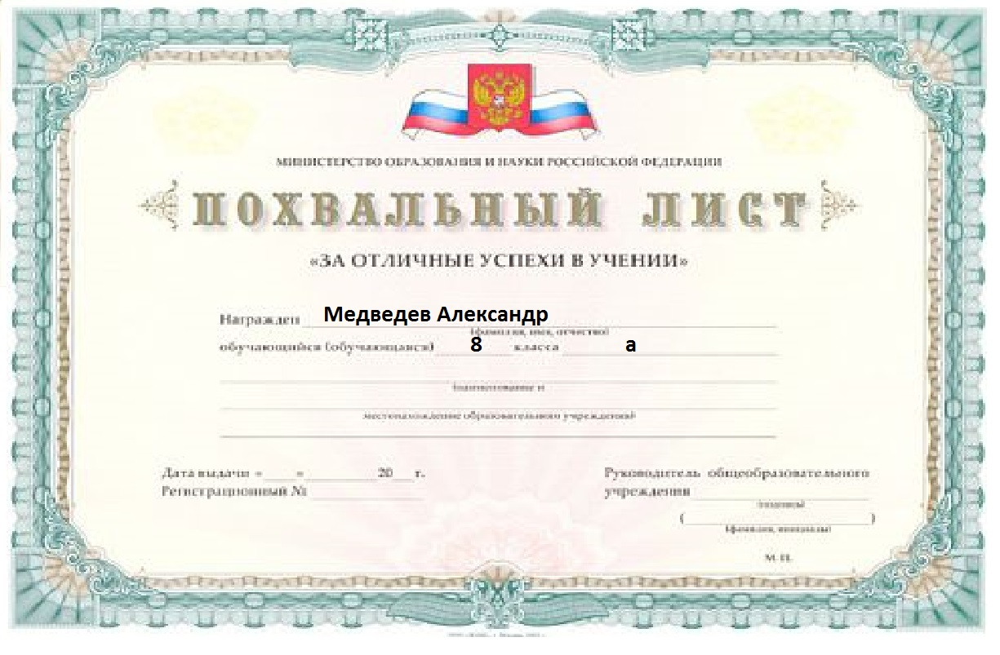 МИНИСТЕРСТВО ОБРАЗОВАНИЯ И НАУКИ РОССИЙСКОЙ ФЕДЕРАЦИИ
ПОХВАЛЬНЫЙ ЛИСТ
«ЗА ОТЛИЧНЫЕ УСПЕХИ В УЧЕНИИ»
Награжден Медведев Александр
(фамилия, имя, отчество)
обучающийся (обучающаяся) 8 класса а
(наименование и
местонахождение образовательного учреждения)
Дата выдачи « » 20 г.
Регистрационный №
Руководитель общеобразовательного
учреждения
(подпись)
( )
(фамилия, инициалы)
М. П.